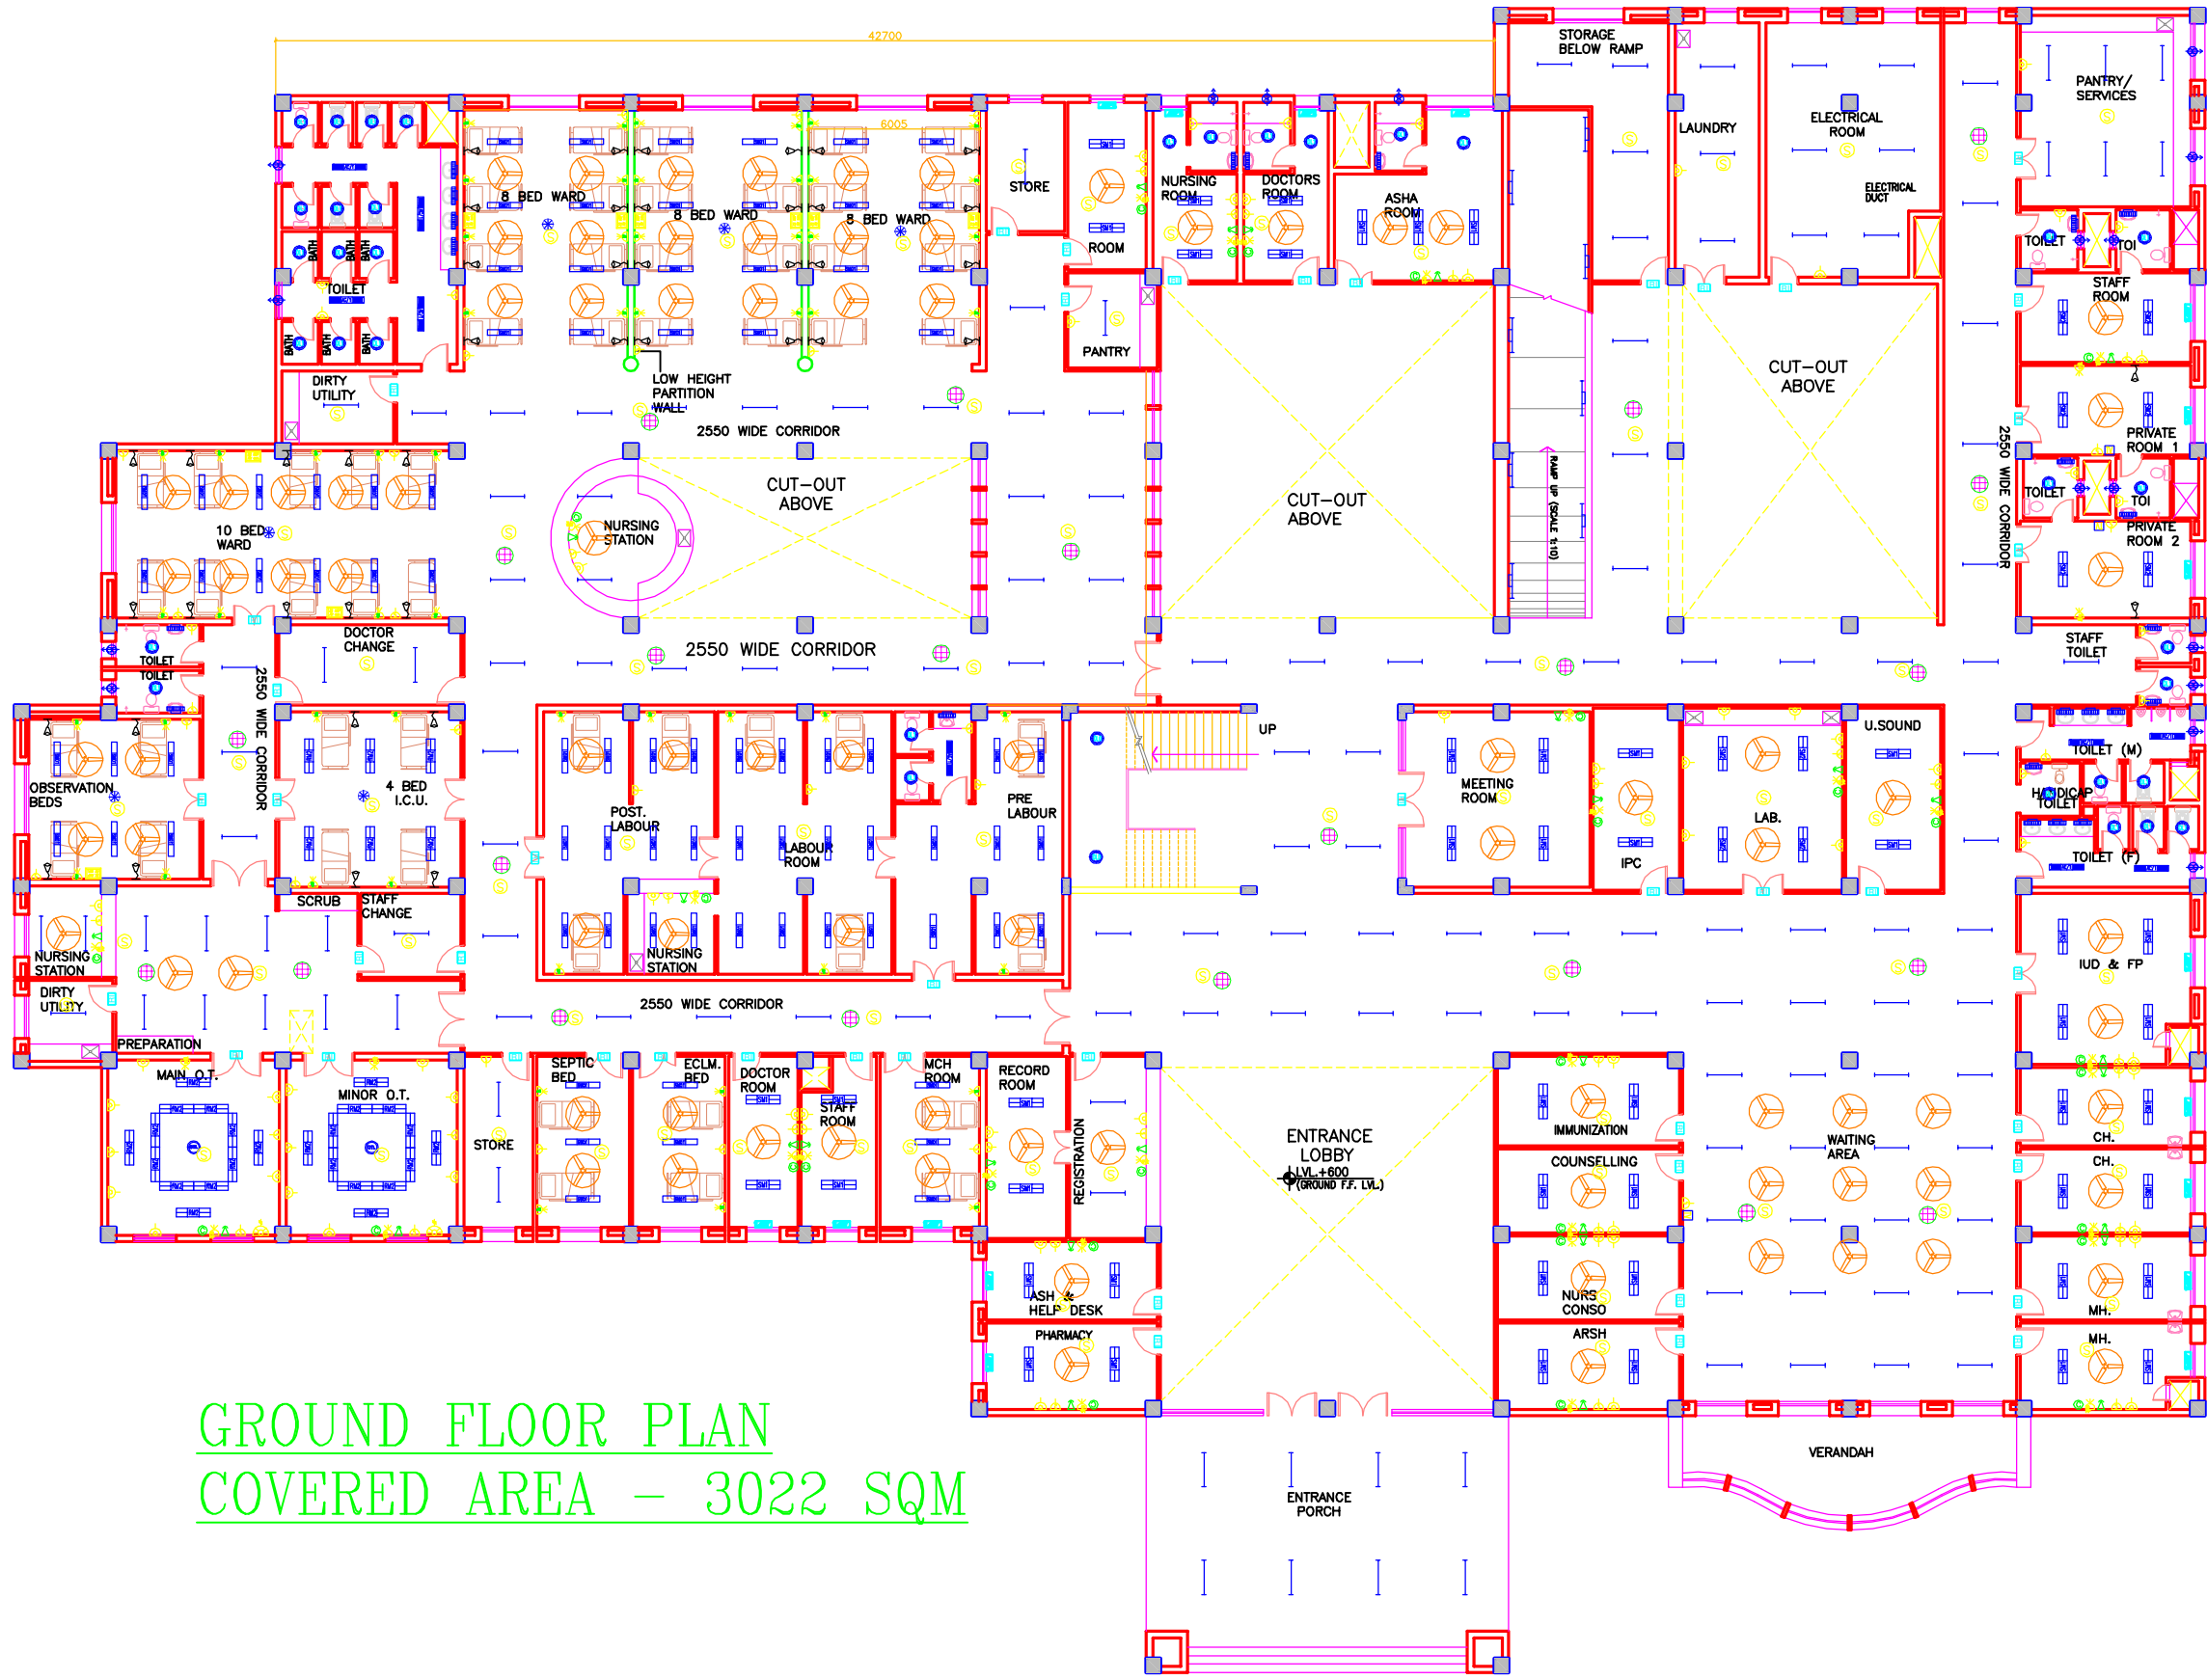 42700
STORAGE
BELOW RAMP
PANTRY/
SERVICES
LAUNDRY
ELECTRICAL
ROOM
ELECTRICAL
DUCT
6005
8 BED WARD
8 BED WARD
8 BED WARD
STORE
ROOM
PANTRY
NURSING
ROOM
DOCTORS
ROOM
ASHA
ROOM
TOILET
TOI
STAFF
ROOM
BATH
BATH
BATH
TOILET
BATH
BATH
BATH
DIRTY
UTILITY
LOW HEIGHT
PARTITION
WALL
2550 WIDE CORRIDOR
CUT-OUT
ABOVE
CUT-OUT
ABOVE
CUT-OUT
ABOVE
RAMP UP (SCALE 1:10)
2550 WIDE CORRIDOR
PRIVATE
ROOM 1
TOILET
TOI
PRIVATE
ROOM 2
10 BED
WARD
NURSING
STATION
DOCTOR
CHANGE
2550 WIDE CORRIDOR
STAFF
TOILET
TOILET
TOILET
2550 WIDE CORRIDOR
OBSERVATION
BEDS
4 BED
I.C.U.
POST.
LABOUR
LABOUR
ROOM
PRE
LABOUR
UP
MEETING
ROOM
IPC
LAB.
U.SOUND
TOILET (M)
HANDICAP
TOILET
TOILET (F)
SCRUB
STAFF
CHANGE
NURSING
STATION
NURSING
STATION
IUD & FP
DIRTY
UTILITY
PREPARATION
2550 WIDE CORRIDOR
MAIN O.T.
MINOR O.T.
STORE
SEPTIC
BED
ECLM.
BED
DOCTOR
ROOM
STAFF
ROOM
MCH
ROOM
RECORD
ROOM
REGISTRATION
ENTRANCE
LOBBY
LVL.+600
(GROUND F.F. LVL.)
IMMUNIZATION
COUNSELLING
WAITING
AREA
CH.
CH.
ASH &
HELP DESK
NURS
CONSO
MH.
PHARMACY
ARSH
MH.
GROUND FLOOR PLAN
COVERED AREA - 3022 SQM
VERANDAH
ENTRANCE
PORCH